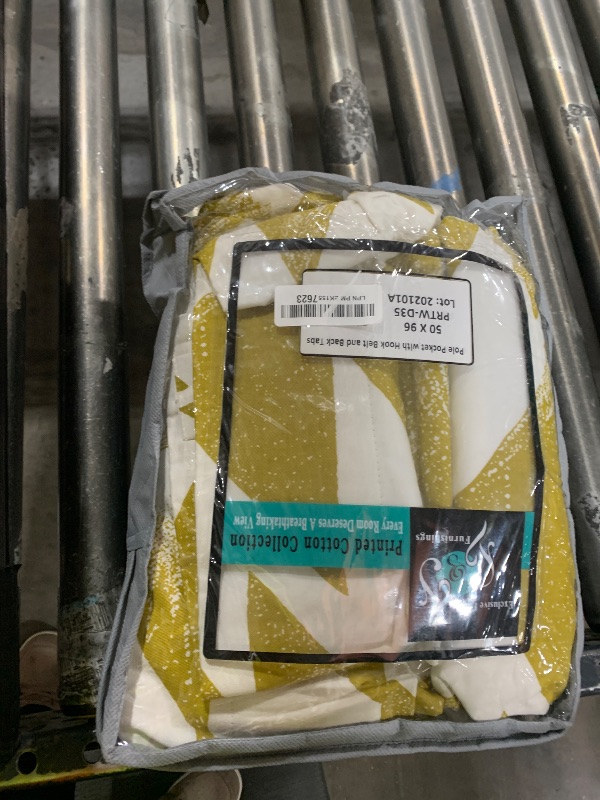 Exclusive
Furnishings
Printed Cotton Collection
Every Room Deserves A Breathtaking View
Pole Pocket with Hook Belt and Back Tabs
50 X 96
PRTW-D35
Lot: 202101A
7623